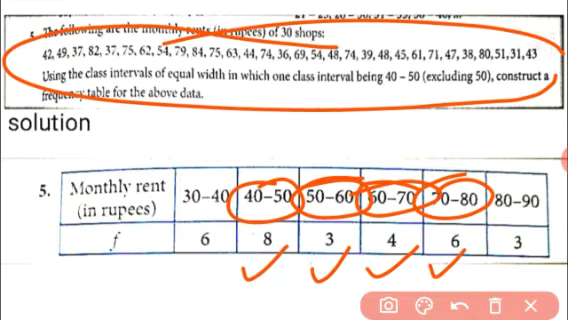 5. The following are the monthly rents (in rupees) of 30 shops:
42, 49, 37, 82, 37, 75, 62, 54, 79, 84, 75, 63, 44, 74, 36, 69, 54, 48, 74, 39, 48, 45, 61, 71, 47, 38, 80, 51, 31, 43
Using the class intervals of equal width in which one class interval being 40 – 50 (excluding 50), construct a
frequency table for the above data.
solution
5. Monthly rent (in rupees) 30–40 40–50 50–60 60–70 70–80 80–90
f 6 8 3 4 6 3